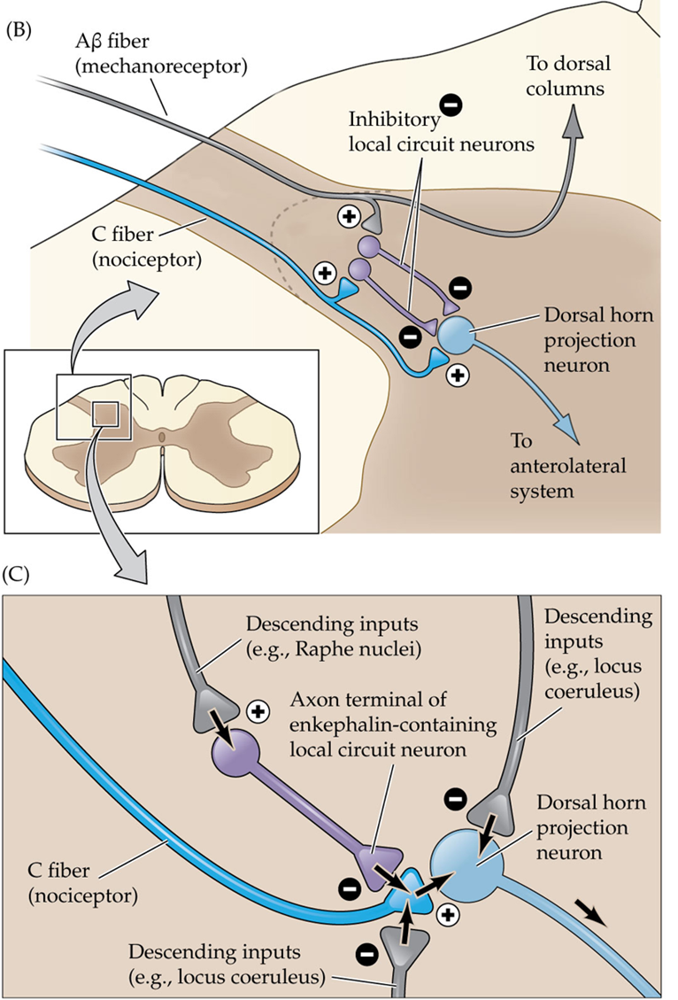 (B)
Aβ fiber
(mechanoreceptor)
To dorsal
columns
Inhibitory
local circuit neurons
C fiber
(nociceptor)
Dorsal horn
projection
neuron
To
anterolateral
system
(C)
Descending inputs
(e.g., Raphe nuclei)
Descending
inputs
(e.g., locus
coeruleus)
Axon terminal of
enkephalin-containing
local circuit neuron
Dorsal horn
projection
neuron
C fiber
(nociceptor)
Descending inputs
(e.g., locus coeruleus)